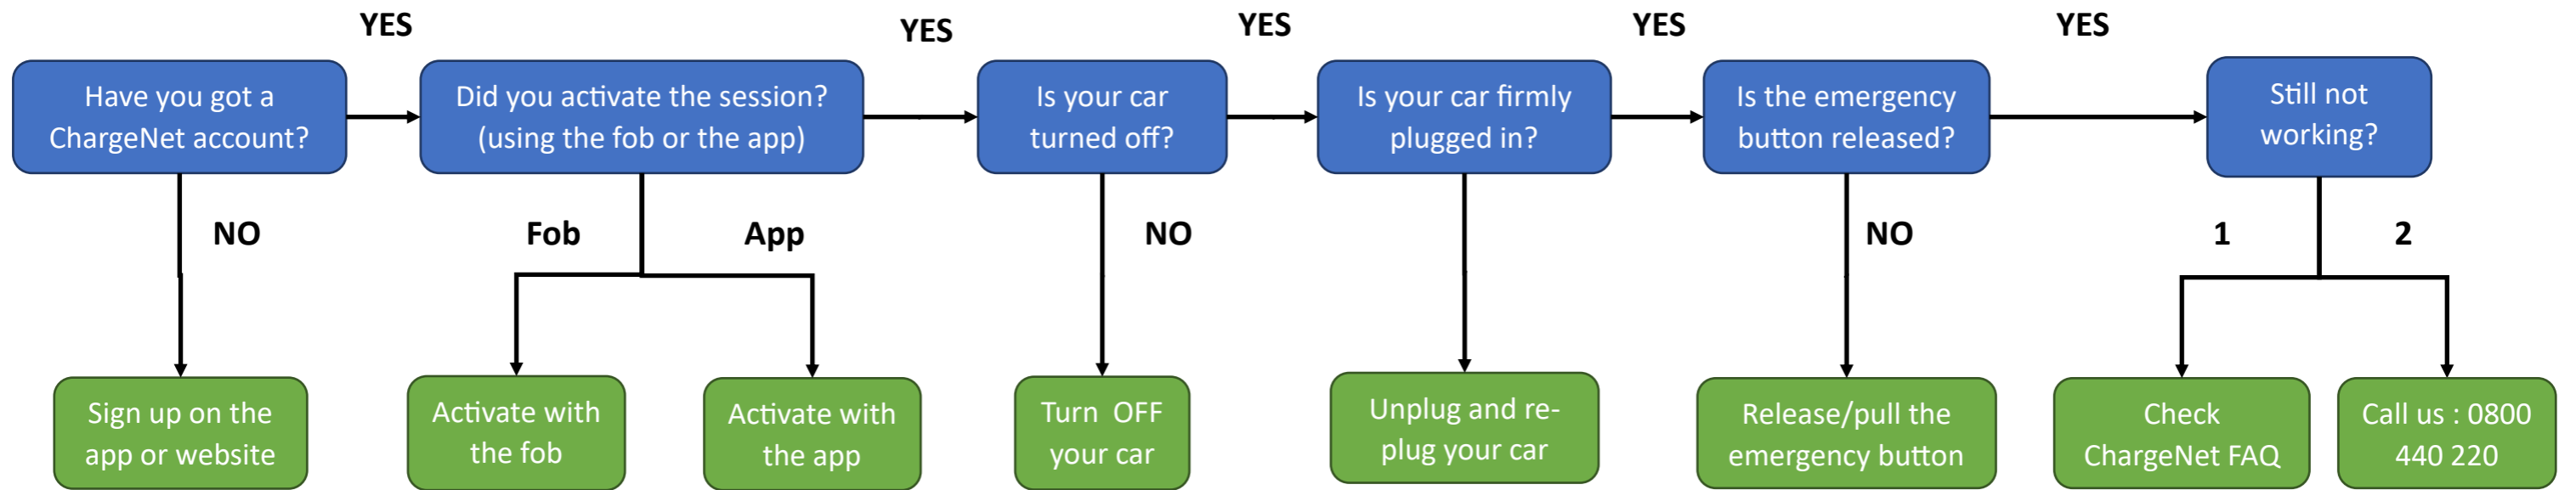 YES
YES
YES
YES
YES
Have you got a
ChargeNet account?
Did you activate the session?
(using the fob or the app)
Is your car
turned off?
Is your car firmly
plugged in?
Is the emergency
button released?
Still not
working?
NO
Fob
App
NO
NO
1
2
Sign up on the
app or website
Activate with
the fob
Activate with
the app
Turn OFF
your car
Unplug and re-
plug your car
Release/pull the
emergency button
Check
ChargeNet FAQ
Call us : 0800
440 220